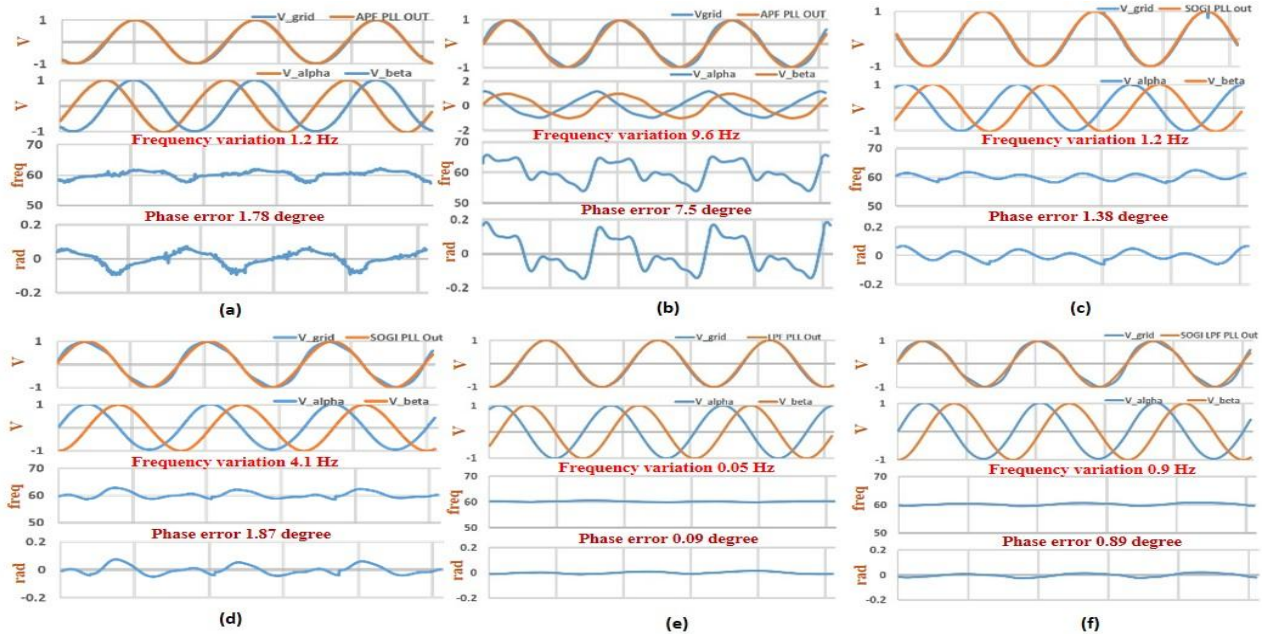 V_grid APF PLL OUT
1
V
-1
V_alpha V_beta
1
V
-1
Frequency variation 1.2 Hz
70
freq 60
50
Phase error 1.78 degree
0.2
rad 0
-0.2
(a)
Vgrid APF PLL OUT
1
V
-1
V_alpha V_beta
2
V 0
-2
Frequency variation 9.6 Hz
70
freq 60
50
Phase error 7.5 degree
0.2
rad 0
-0.2
(b)
V_grid SOGI PLL out
1
V
-1
V_alpha V_beta
1
V
-1
Frequency variation 1.2 Hz
70
freq 60
50
Phase error 1.38 degree
0.2
rad 0
-0.2
(c)
V_grid SOGI PLL Out
1
V
-1
V_alpha V_beta
1
V
-1
Frequency variation 4.1 Hz
70
freq 60
50
Phase error 1.87 degree
0.2
rad 0
-0.2
(d)
V_grid LPF PLL Out
1
V
-1
V_alpha V_beta
1
V
-1
Frequency variation 0.05 Hz
70
freq 60
50
Phase error 0.09 degree
0.2
rad 0
-0.2
(e)
V_grid SOGI LPF PLL OUT
1
V
-1
V_alpha V_beta
1
V
-1
Frequency variation 0.9 Hz
70
freq 60
50
Phase error 0.89 degree
0.2
rad 0
-0.2
(f)